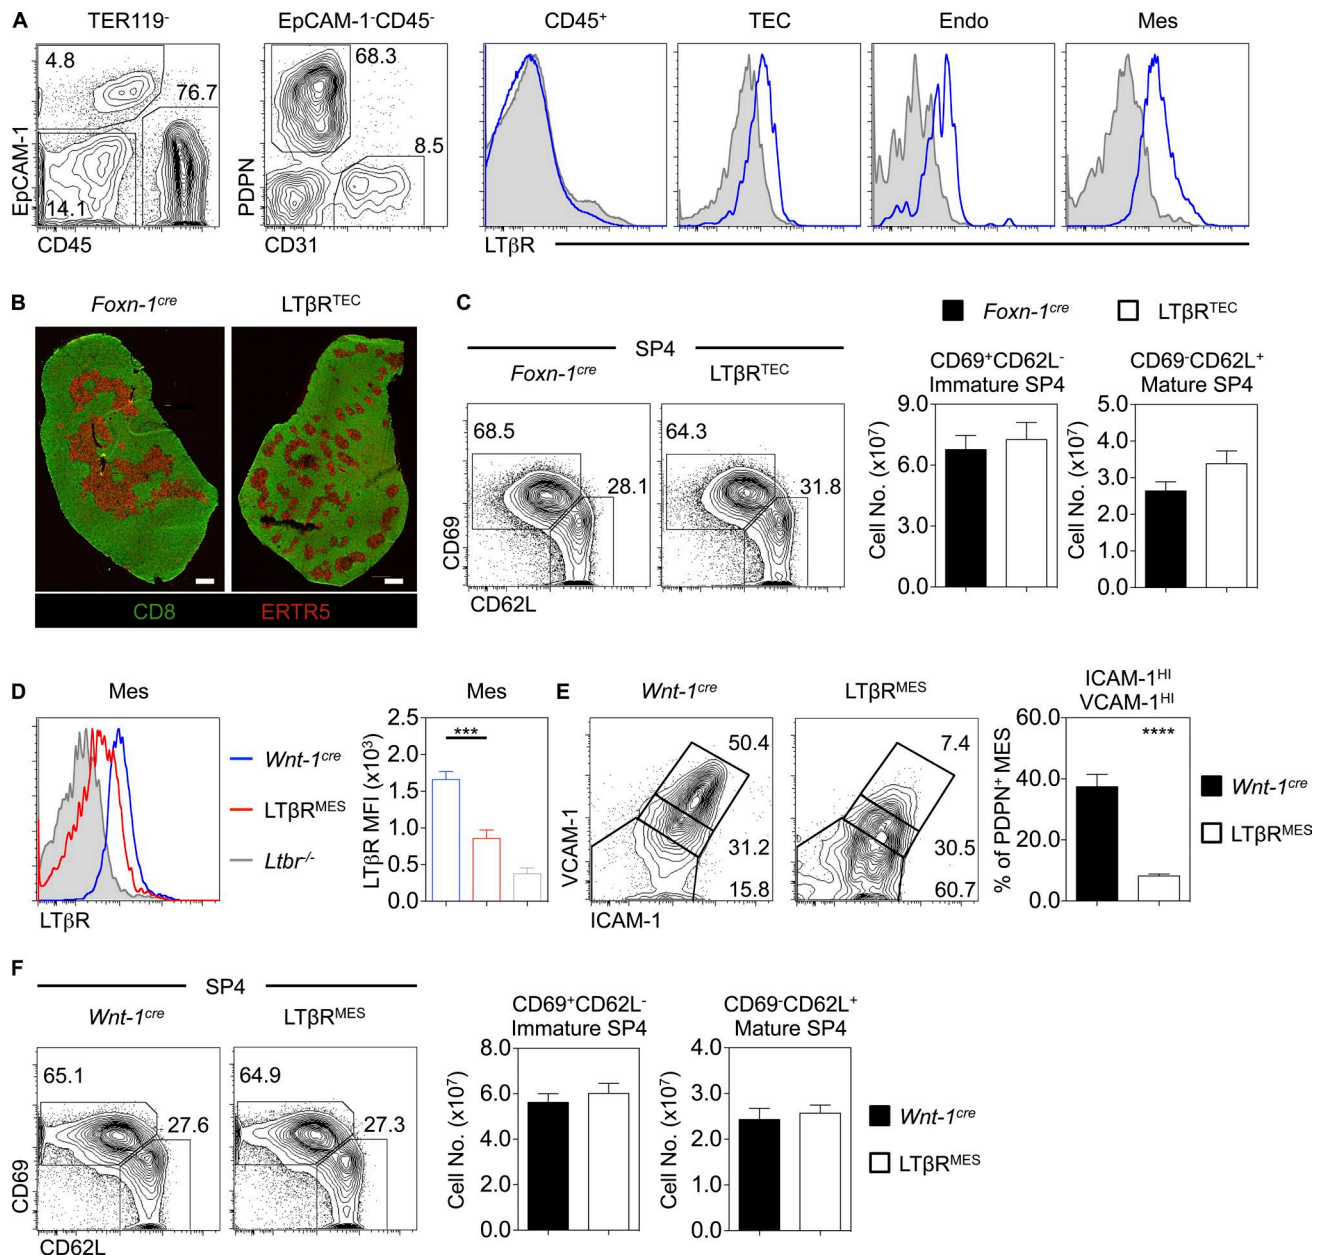 A
TER119-
EpCAM-1-CD45-
CD45+
TEC
Endo
Mes
4.8
76.7
14.1
EpCAM-1
CD45
68.3
8.5
PDPN
CD31
LTβR
B
Foxn-1cre
LTβRTEC
CD8
ERTR5
C
SP4
Foxn-1cre
LTβRTEC
68.5
28.1
64.3
31.8
CD69
CD62L
Foxn-1cre
LTβRTEC
CD69+CD62L-
Immature SP4
Cell No. (x10⁷)
9.0
6.0
3.0
0.0
CD69-CD62L+
Mature SP4
Cell No. (x10⁷)
5.0
4.0
3.0
2.0
1.0
0.0
D
Mes
LTβR
Wnt-1cre
LTβRMES
Ltbr-/-
Mes
LTβR MFI (x10³)
2.5
2.0
1.5
1.0
0.5
0.0
***
E
Wnt-1cre
LTβRMES
50.4
31.2
15.8
7.4
30.5
60.7
VCAM-1
ICAM-1
ICAM-1HI
VCAM-1HI
% of PDPN+ MES
60.0
40.0
20.0
0.0
****
Wnt-1cre
LTβRMES
F
SP4
Wnt-1cre
LTβRMES
65.1
27.6
64.9
27.3
CD69
CD62L
CD69+CD62L-
Immature SP4
Cell No. (x10⁷)
8.0
6.0
4.0
2.0
0.0
CD69-CD62L+
Mature SP4
Cell No. (x10⁷)
4.0
3.0
2.0
1.0
0.0
Wnt-1cre
LTβRMES